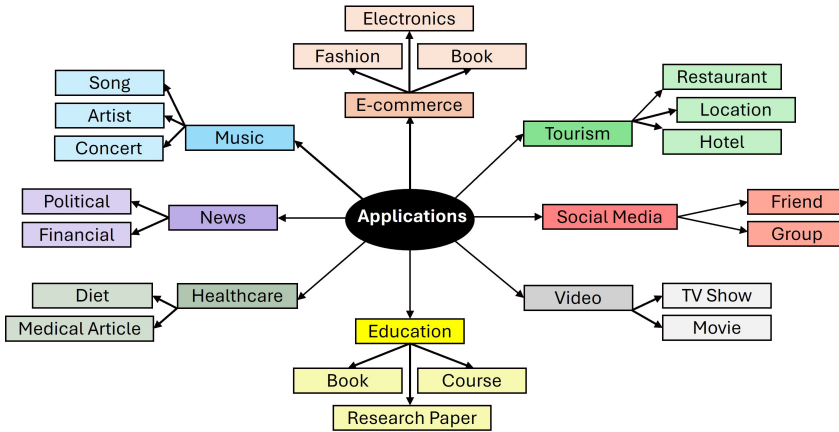 Electronics
Fashion
Book
E-commerce
Song
Artist
Concert
Music
Restaurant
Location
Hotel
Tourism
Applications
Political
Financial
News
Social Media
Friend
Group
Diet
Medical Article
Healthcare
Video
TV Show
Movie
Education
Book
Course
Research Paper